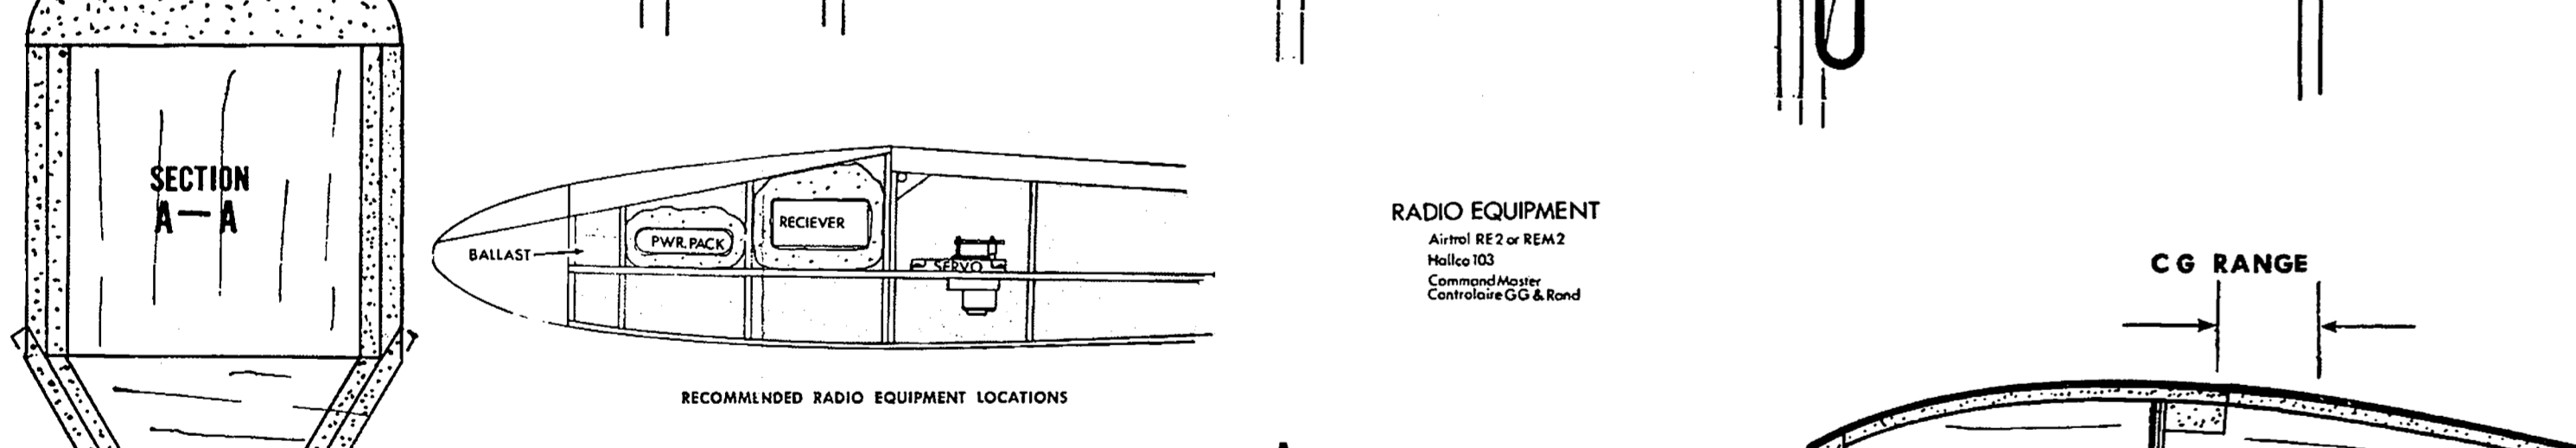 SECTION
A—A
BALLAST
PWR. PACK
RECIEVER
SERVO
RECOMMENDED RADIO EQUIPMENT LOCATIONS
RADIO EQUIPMENT
Airtrol RE2 or REM2
Hallco 103
Command Master
Controlaire GG & Rand
CG RANGE